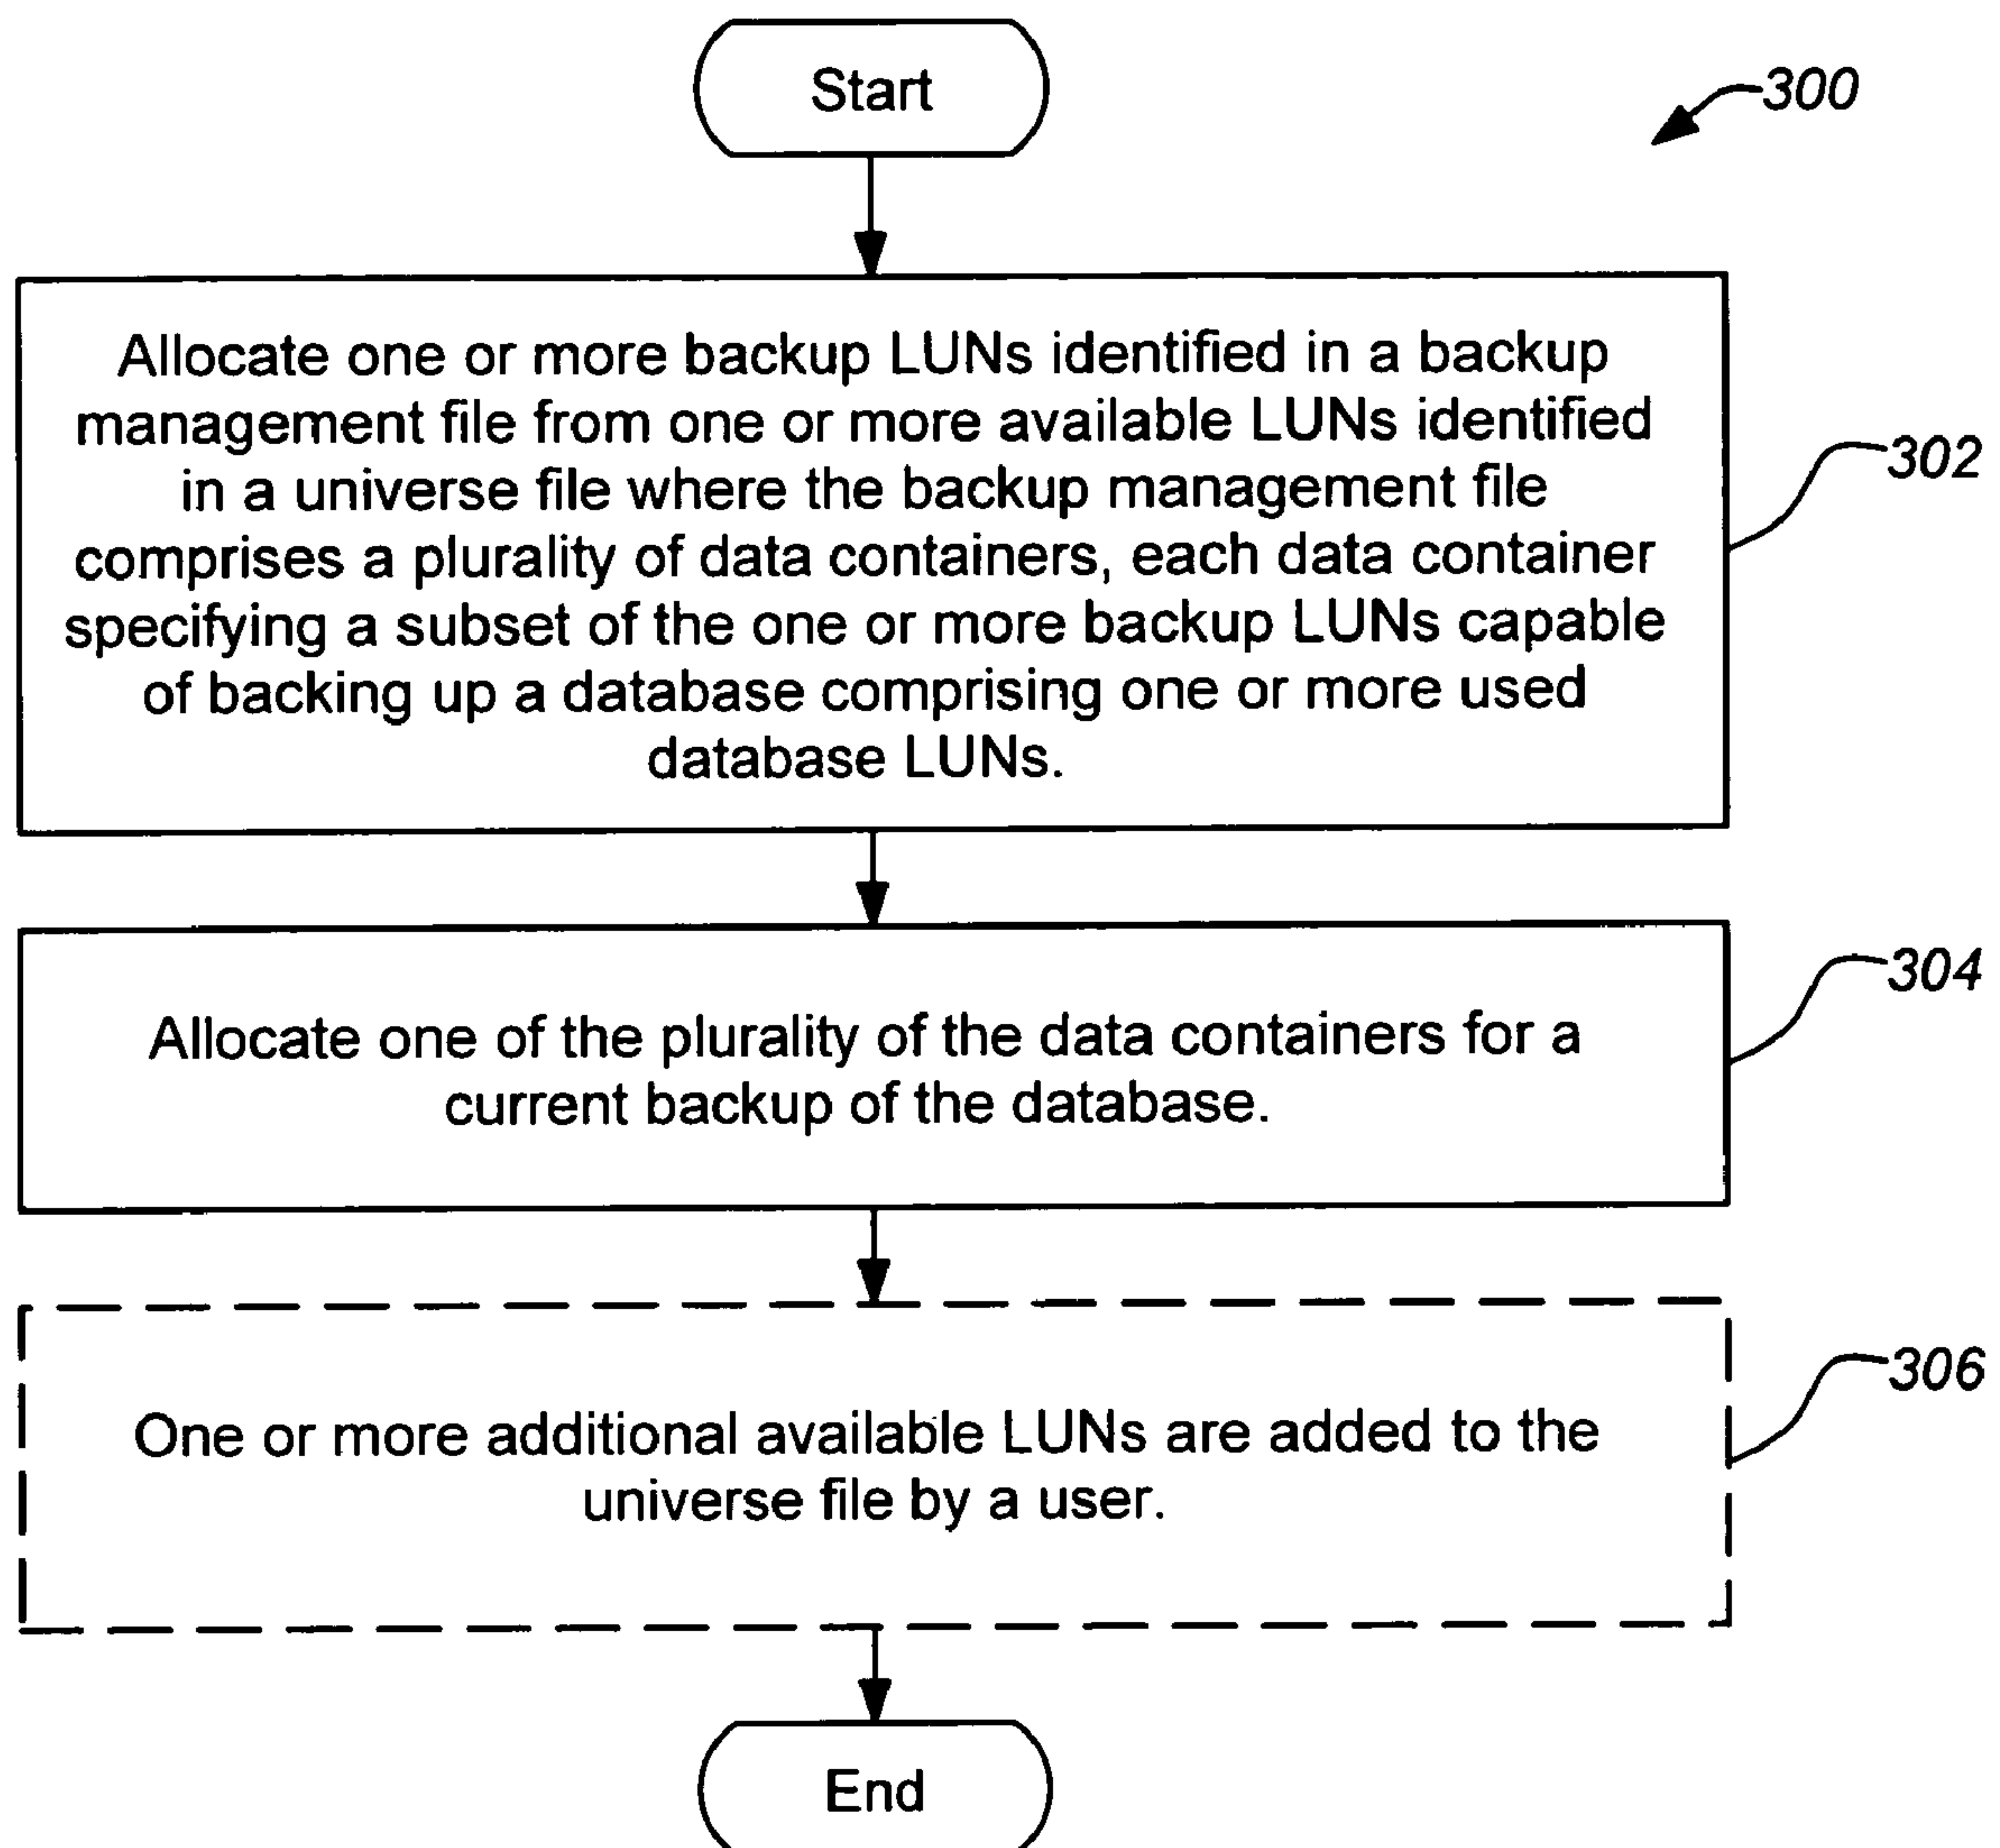 Start
300
Allocate one or more backup LUNs identified in a backup
management file from one or more available LUNs identified
in a universe file where the backup management file
comprises a plurality of data containers, each data container
specifying a subset of the one or more backup LUNs capable
of backing up a database comprising one or more used
database LUNs.
302
Allocate one of the plurality of the data containers for a
current backup of the database.
304
One or more additional available LUNs are added to the
universe file by a user.
306
End